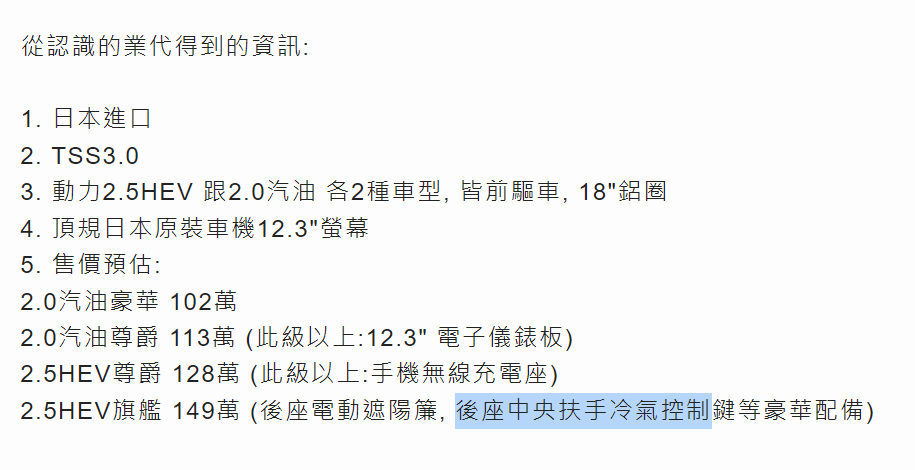 從認識的業代得到的資訊:
1. 日本進口
2. TSS3.0
3. 動力2.5HEV 跟2.0汽油 各2種車型, 皆前驅車, 18"鋁圈
4. 頂規日本原裝車機12.3"螢幕
5. 售價預估:
2.0汽油豪華 102萬
2.0汽油尊爵 113萬 (此級以上:12.3" 電子儀錶板)
2.5HEV尊爵 128萬 (此級以上:手機無線充電座)
2.5HEV旗艦 149萬 (後座電動遮陽簾, 後座中央扶手冷氣控制鍵等豪華配備)